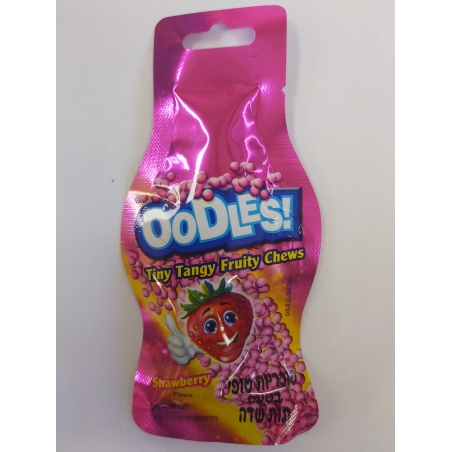 OODLES!
Tiny Tangy Fruity Chews
Strawberry
Flavor
סוכריות טופי
בטעם
תות שדה